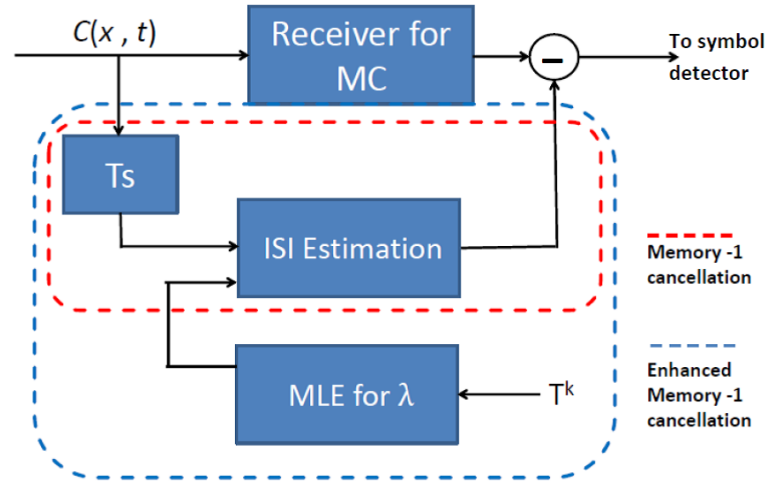 C(x , t)
Receiver for
MC
−
To symbol
detector
Ts
ISI Estimation
Memory -1
cancellation
MLE for λ
T^k
Enhanced
Memory -1
cancellation